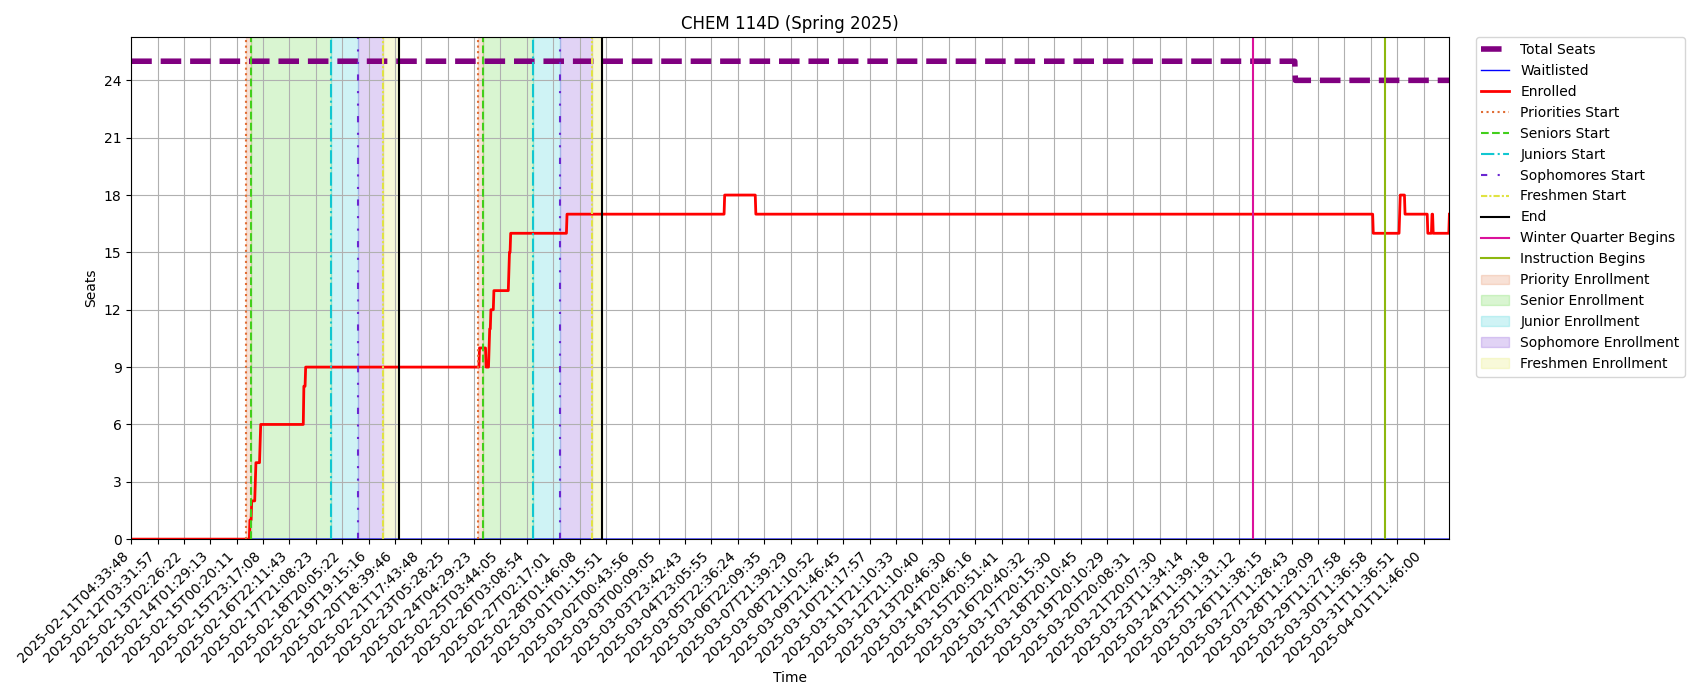 CHEM 114D (Spring 2025)
Seats
24
21
18
15
12
9
6
3
0
2025-02-11T04:33:48
2025-02-12T03:31:57
2025-02-13T02:26:22
2025-02-14T01:29:13
2025-02-15T00:20:11
2025-02-15T23:17:08
2025-02-16T22:11:43
2025-02-17T21:08:23
2025-02-18T20:05:22
2025-02-19T19:15:16
2025-02-20T18:39:46
2025-02-21T17:43:48
2025-02-23T05:28:25
2025-02-24T04:29:23
2025-02-25T03:44:05
2025-02-26T03:08:54
2025-02-27T02:17:01
2025-02-28T01:46:08
2025-03-01T01:15:51
2025-03-02T00:43:56
2025-03-03T00:09:05
2025-03-03T23:42:43
2025-03-04T23:05:55
2025-03-05T22:36:24
2025-03-06T22:09:35
2025-03-07T21:39:29
2025-03-08T21:10:52
2025-03-09T21:46:45
2025-03-10T21:17:57
2025-03-11T21:10:33
2025-03-12T21:10:40
2025-03-14T20:46:30
2025-03-14T20:46:16
2025-03-15T20:51:41
2025-03-16T20:40:32
2025-03-17T20:15:30
2025-03-18T20:10:45
2025-03-19T20:10:29
2025-03-20T20:08:31
2025-03-21T20:07:30
2025-03-23T11:34:14
2025-03-24T11:39:18
2025-03-25T11:31:12
2025-03-26T11:38:15
2025-03-27T11:28:43
2025-03-28T11:29:09
2025-03-29T11:27:58
2025-03-30T11:36:58
2025-03-31T11:36:51
2025-04-01T11:46:00
Time
Total Seats
Waitlisted
Enrolled
Priorities Start
Seniors Start
Juniors Start
Sophomores Start
Freshmen Start
End
Winter Quarter Begins
Instruction Begins
Priority Enrollment
Senior Enrollment
Junior Enrollment
Sophomore Enrollment
Freshmen Enrollment